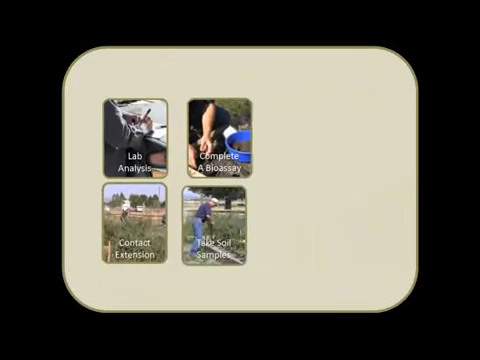 Lab
Analysis
Complete
A Bioassay
Contact
Extension
Take Soil
Samples